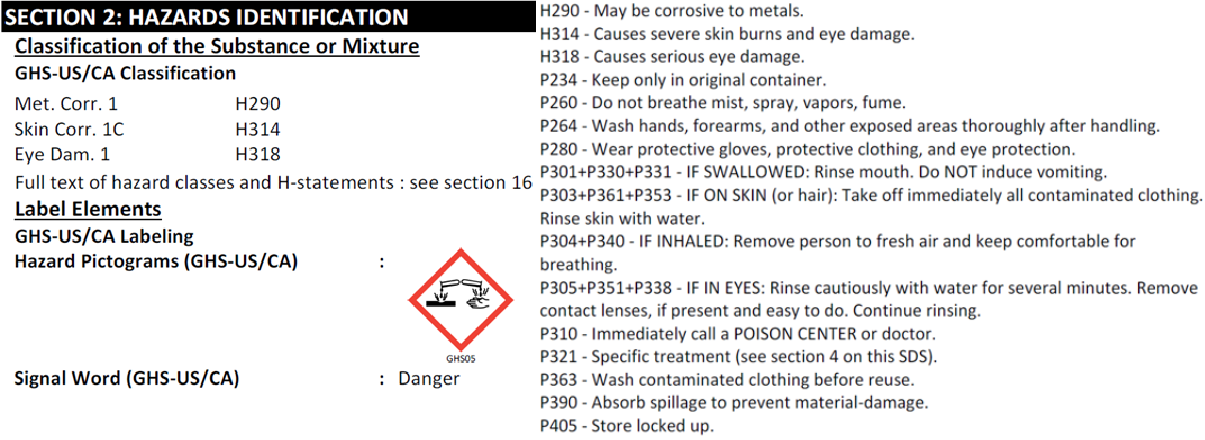 SECTION 2: HAZARDS IDENTIFICATION
Classification of the Substance or Mixture
GHS-US/CA Classification
Met. Corr. 1 H290
Skin Corr. 1C H314
Eye Dam. 1 H318
Full text of hazard classes and H-statements : see section 16
Label Elements
GHS-US/CA Labeling
Hazard Pictograms (GHS-US/CA) :
GHS05
Signal Word (GHS-US/CA) : Danger
H290 - May be corrosive to metals.
H314 - Causes severe skin burns and eye damage.
H318 - Causes serious eye damage.
P234 - Keep only in original container.
P260 - Do not breathe mist, spray, vapors, fume.
P264 - Wash hands, forearms, and other exposed areas thoroughly after handling.
P280 - Wear protective gloves, protective clothing, and eye protection.
P301+P330+P331 - IF SWALLOWED: Rinse mouth. Do NOT induce vomiting.
P303+P361+P353 - IF ON SKIN (or hair): Take off immediately all contaminated clothing.
Rinse skin with water.
P304+P340 - IF INHALED: Remove person to fresh air and keep comfortable for
breathing.
P305+P351+P338 - IF IN EYES: Rinse cautiously with water for several minutes. Remove
contact lenses, if present and easy to do. Continue rinsing.
P310 - Immediately call a POISON CENTER or doctor.
P321 - Specific treatment (see section 4 on this SDS).
P363 - Wash contaminated clothing before reuse.
P390 - Absorb spillage to prevent material-damage.
P405 - Store locked up.